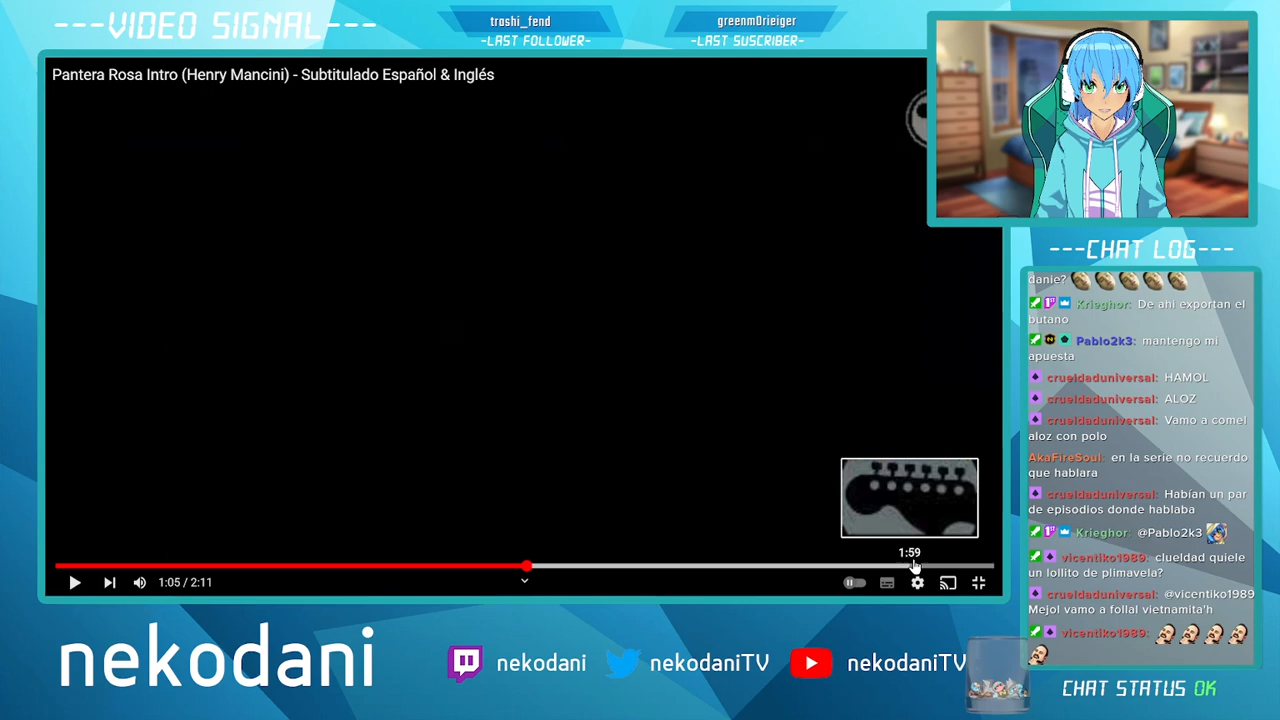 ---VIDEO SIGNAL---
trashi_fend
-LAST FOLLOWER-
greenm0rieiger
-LAST SUSCRIBER-
Pantera Rosa Intro (Henry Mancini) - Subtitulado Español & Inglés
1:59
1:05 / 2:11
---CHAT LOG---
danie?
Krieghor: De ahi exportan el
butano
Pablo2k3: mantengo mi
apuesta
crueldaduniversal: HAMOL
crueldaduniversal: ALOZ
crueldaduniversal: Vamo a comel
aloz con polo
AkaFireSoul: en la serie no recuerdo
que hablara
crueldaduniversal: Habían un par
de episodios donde hablaba
Krieghor: @Pablo2k3
vicentiko1989: clueldad quiele
un lollito de plimavela?
crueldaduniversal: @vicentiko1989
Mejol vamo a follal vietnamita'h
vicentiko1989:
nekodani
nekodani
nekodaniTV
nekodaniTV
CHAT STATUS OK